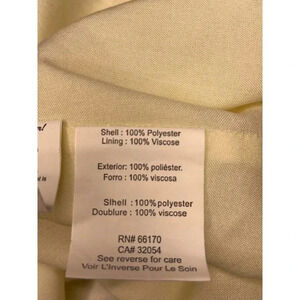 Shell : 100% Polyester
Lining : 100% Viscose
Exterior: 100% poliéster.
Forro : 100% viscosa
Slhell : 100% polyester
Doublure : 100% viscose
RN# 66170
CA# 32054
See reverse for care
Voir L'Inverse Pour Le Soin